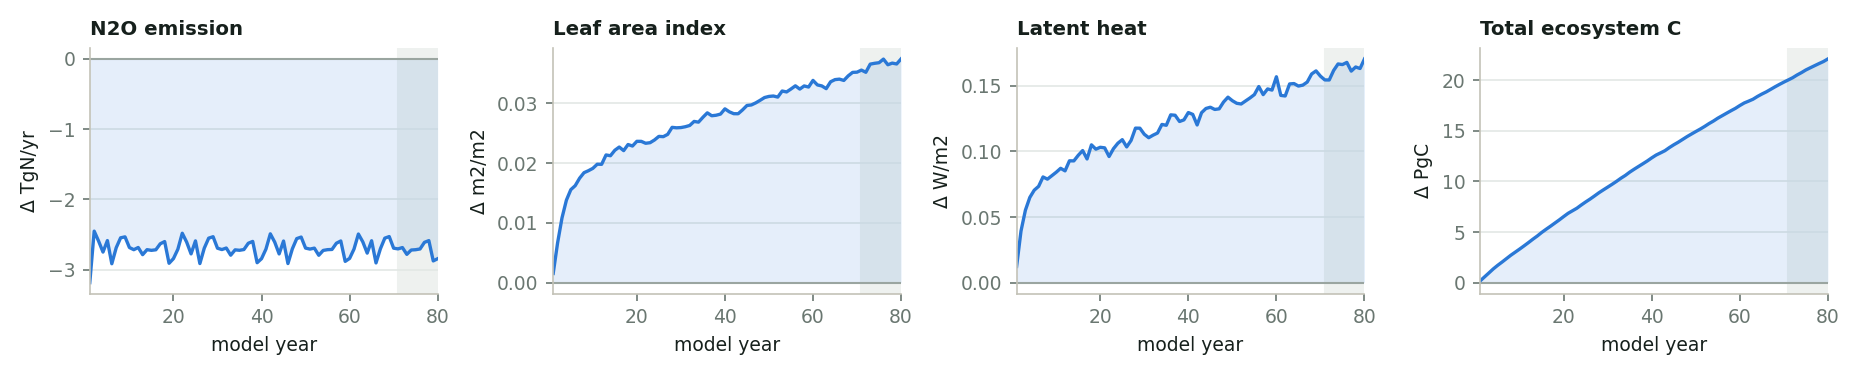 N2O emission
Δ TgN/yr
0
−1
−2
−3
20
40
60
80
model year
Leaf area index
Δ m2/m2
0.03
0.02
0.01
0.00
20
40
60
80
model year
Latent heat
Δ W/m2
0.15
0.10
0.05
0.00
20
40
60
80
model year
Total ecosystem C
Δ PgC
20
15
10
5
0
20
40
60
80
model year